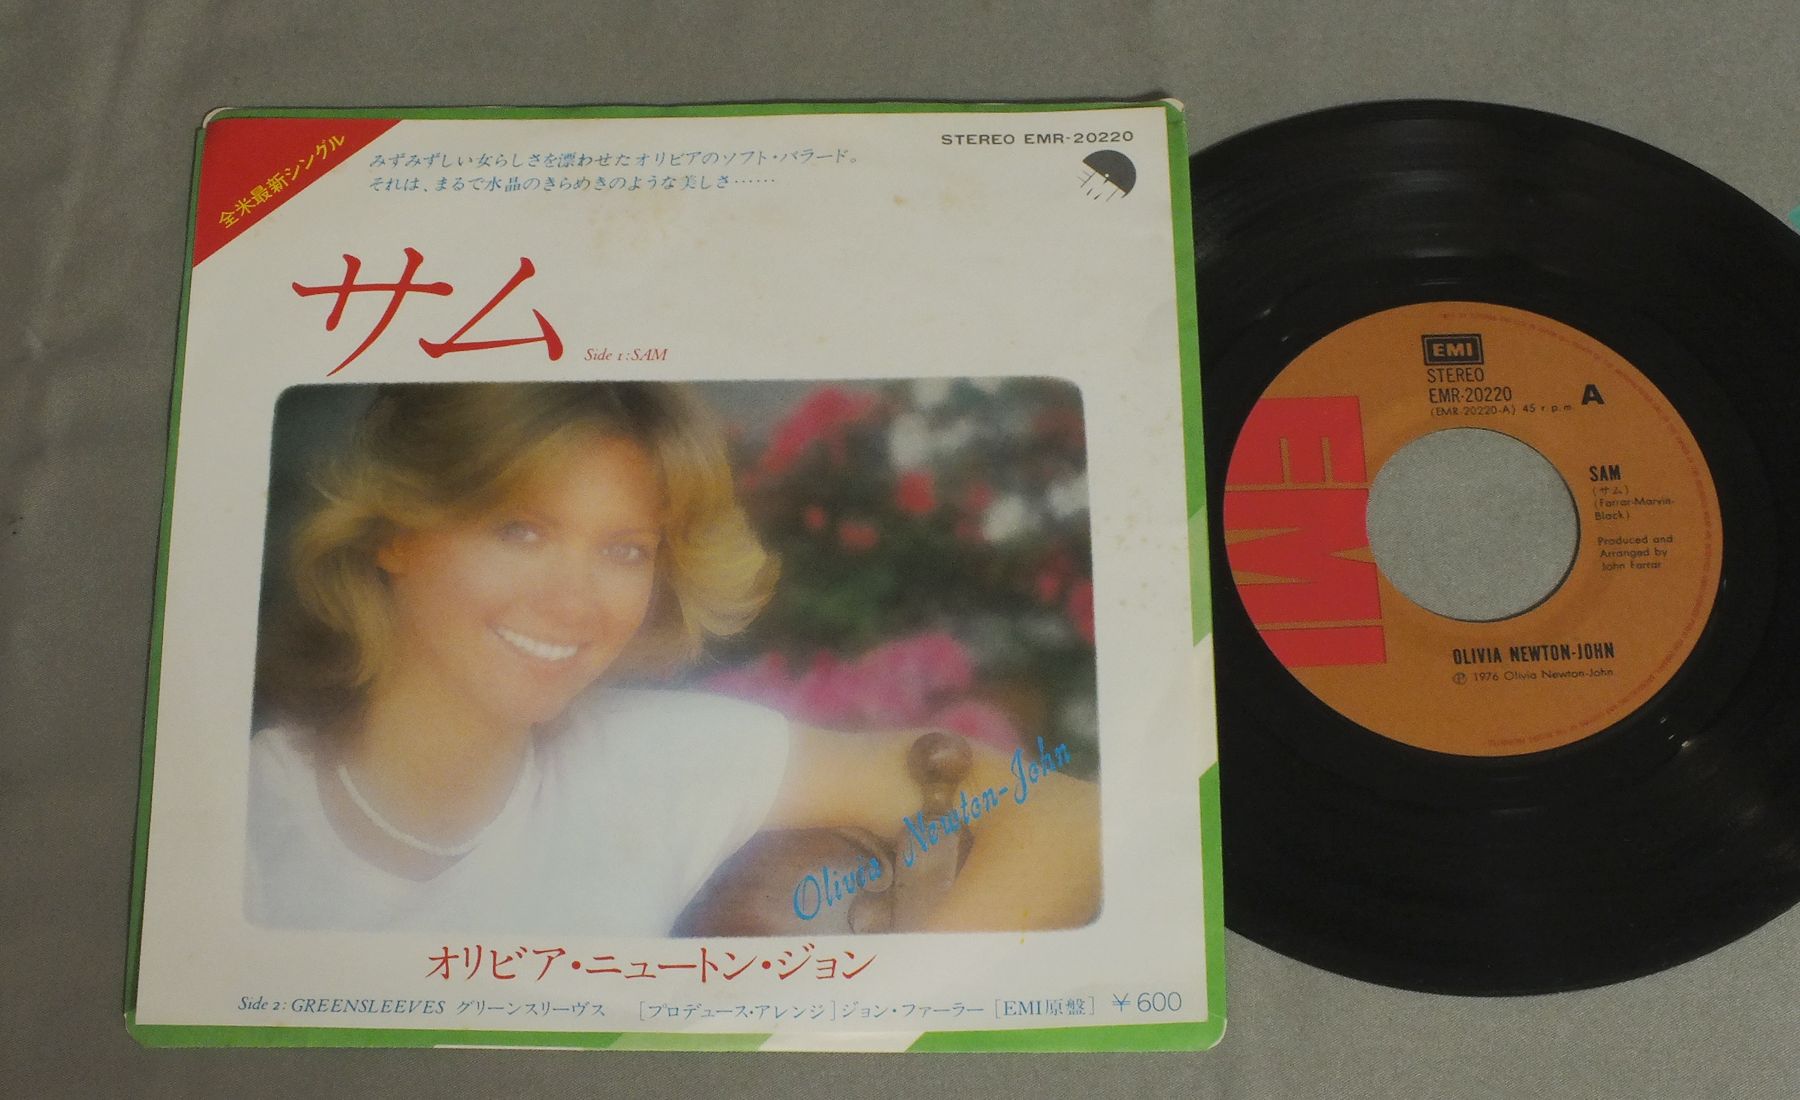 全米最新シングル
みずみずしい女らしさを漂わせたオリビアのソフト・バラード。
それは、まるで水晶のきらめきのような美しさ……
STEREO EMR-20220
サム
Side 1:SAM
Olivia Newton-John
オリビア・ニュートン・ジョン
Side 2: GREENSLEEVES グリーンスリーヴス [プロデュース・アレンジ]ジョン・ファーラー [EMI原盤] ¥600
EMI
STEREO
EMR-20220
(EMR-20220-A) 45 r.p.m.
A
EMI
SAM
(サム)
(Farrar-Marvin-
Black)
Produced and
Arranged by
John Farrar
OLIVIA NEWTON-JOHN
℗ 1976 Olivia Newton-John